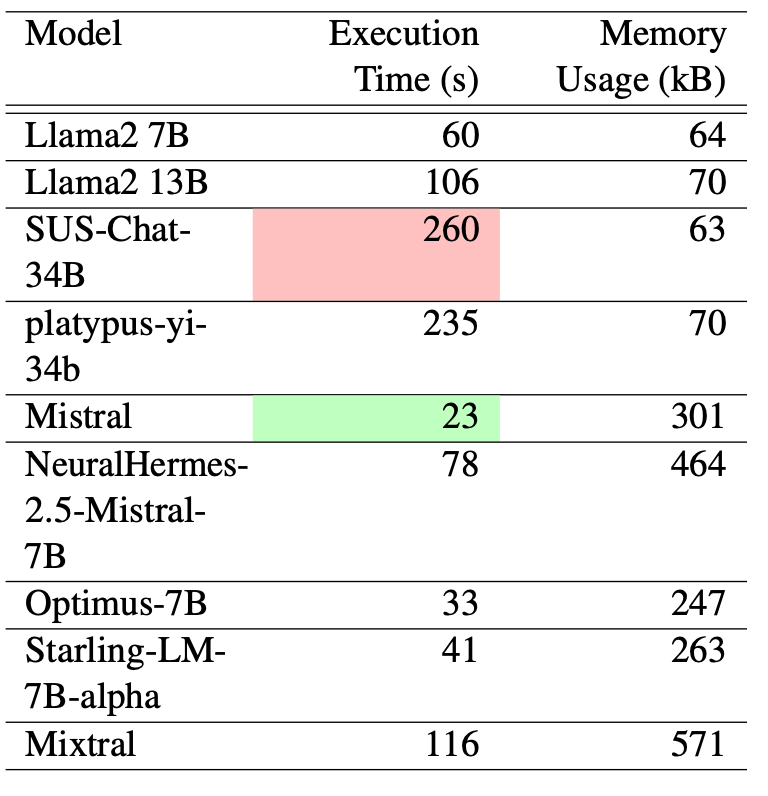 Model Execution Memory
Time (s) Usage (kB)
Llama2 7B 60 64
Llama2 13B 106 70
SUS-Chat- 260 63
34B
platypus-yi- 235 70
34b
Mistral 23 301
NeuralHermes- 78 464
2.5-Mistral-
7B
Optimus-7B 33 247
Starling-LM- 41 263
7B-alpha
Mixtral 116 571